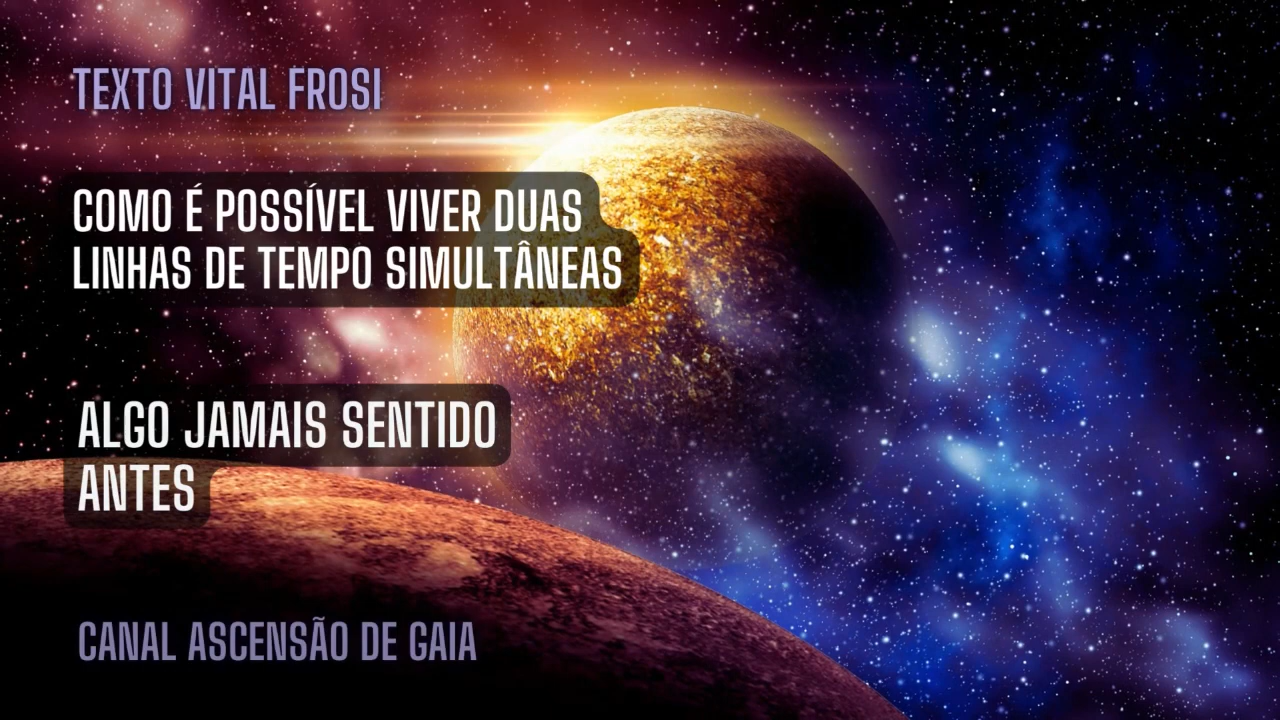 TEXTO VITAL FROSI
COMO É POSSÍVEL VIVER DUAS
LINHAS DE TEMPO SIMULTÂNEAS
ALGO JAMAIS SENTIDO
ANTES
CANAL ASCENSÃO DE GAIA